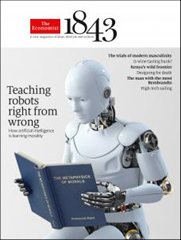 The
Economist
1843
The trials of modern masculinity
Is wine
Kenya's wild frontier
Designing for death
The man with the most
Rembrandts
High-tech sailing
Teaching
robots
right from
wrong
How artificial intelligence
is learning morality
THE METAPHYSICS
OF MORALS
Immanuel Kant